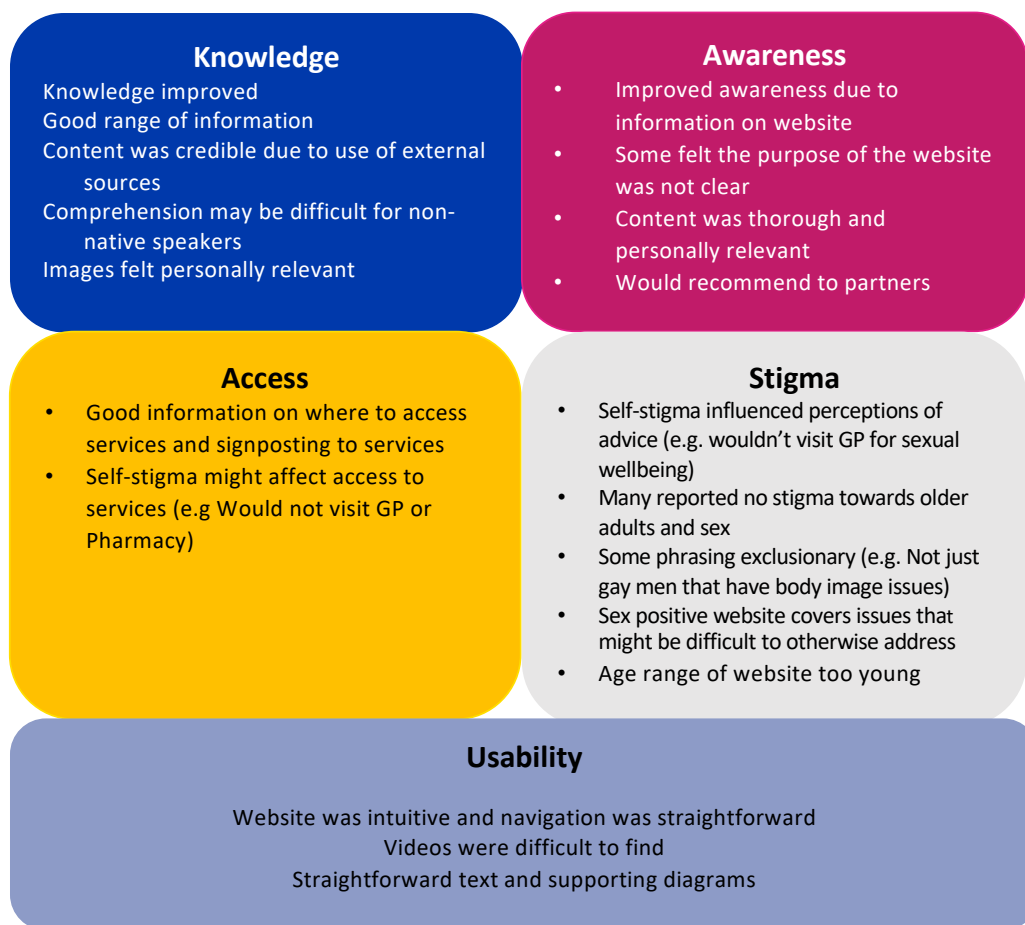 Knowledge
Knowledge improved
Good range of information
Content was credible due to use of external
sources
Comprehension may be difficult for non-
native speakers
Images felt personally relevant
Awareness
• Improved awareness due to
information on website
• Some felt the purpose of the website
was not clear
• Content was thorough and
personally relevant
• Would recommend to partners
Access
• Good information on where to access
services and signposting to services
• Self-stigma might affect access to
services (e.g Would not visit GP or
Pharmacy)
Stigma
• Self-stigma influenced perceptions of
advice (e.g. wouldn’t visit GP for sexual
wellbeing)
• Many reported no stigma towards older
adults and sex
• Some phrasing exclusionary (e.g. Not just
gay men that have body image issues)
• Sex positive website covers issues that
might be difficult to otherwise address
• Age range of website too young
Usability
Website was intuitive and navigation was straightforward
Videos were difficult to find
Straightforward text and supporting diagrams